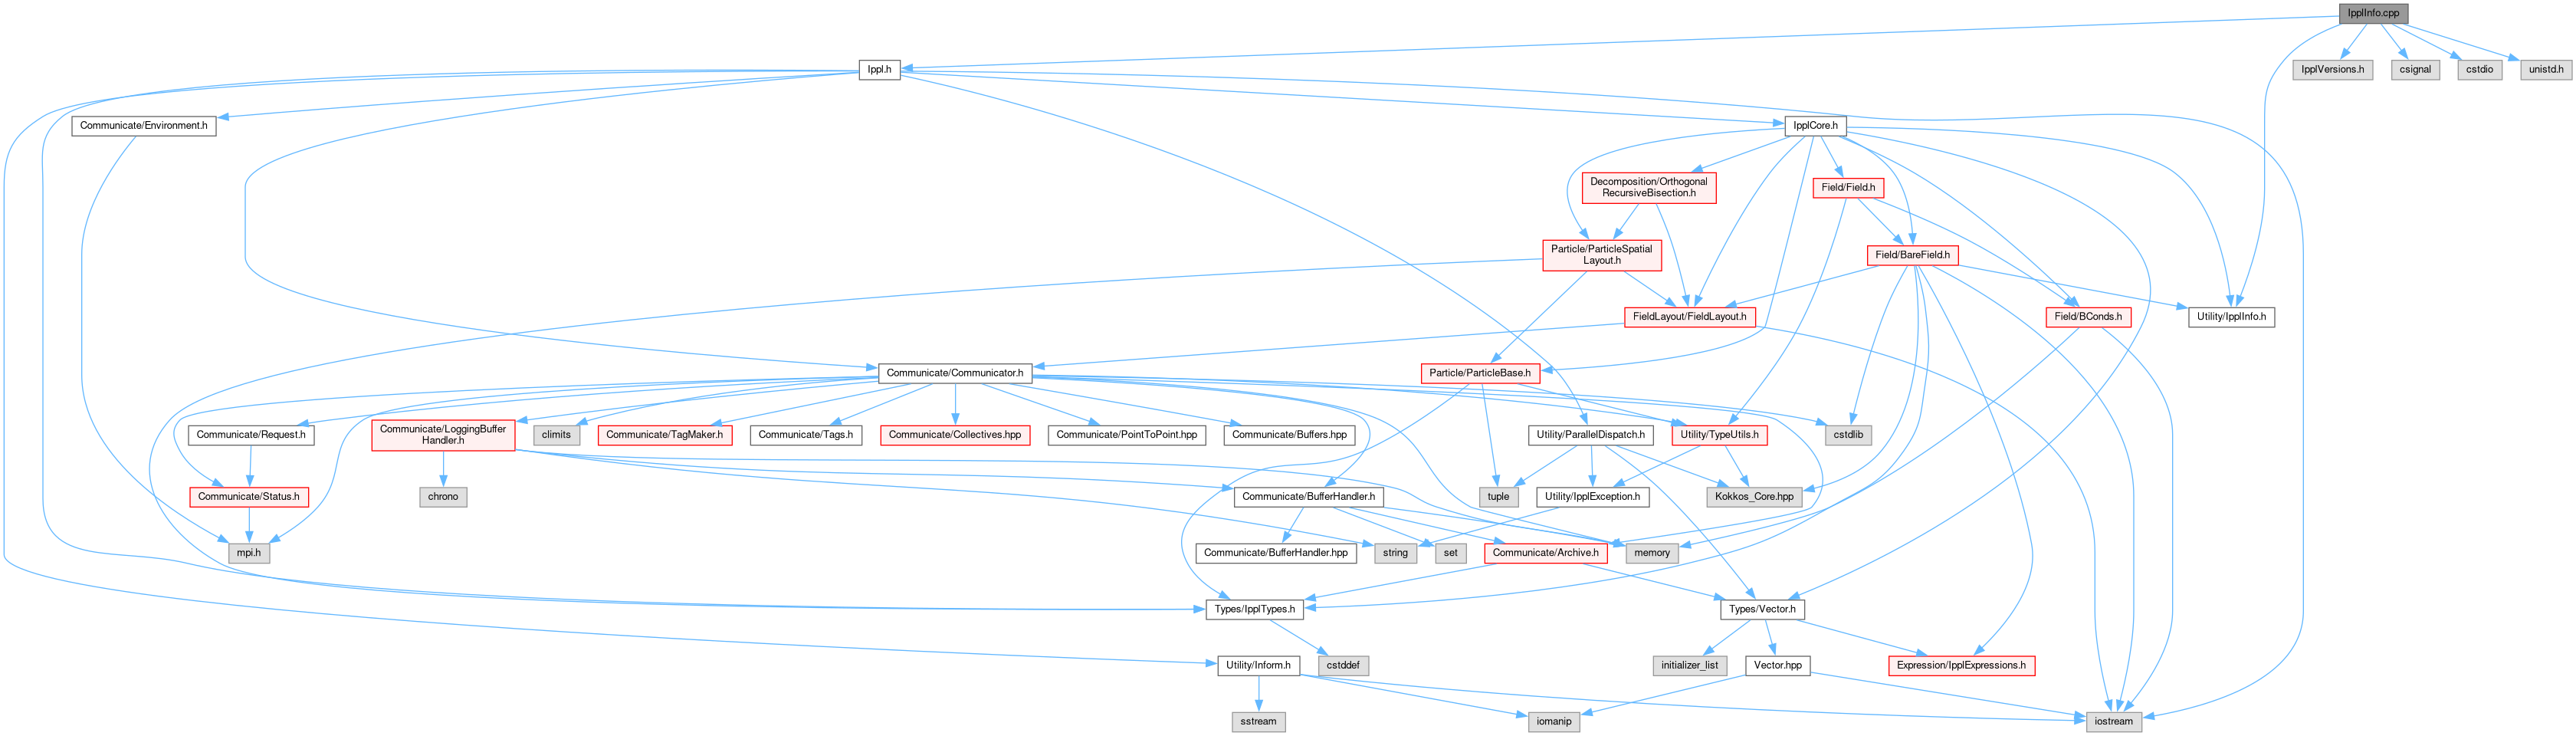 IpplInfo.cpp
Ippl.h
IpplVersions.h
csignal
cstdio
unistd.h
Communicate/Environment.h
IpplCore.h
Decomposition/Orthogonal
RecursiveBisection.h
Field/Field.h
Particle/ParticleSpatial
Layout.h
Field/BareField.h
FieldLayout/FieldLayout.h
Field/BConds.h
Utility/IpplInfo.h
Communicate/Communicator.h
Particle/ParticleBase.h
Communicate/Request.h
Communicate/LoggingBuffer
Handler.h
climits
Communicate/TagMaker.h
Communicate/Tags.h
Communicate/Collectives.hpp
Communicate/PointToPoint.hpp
Communicate/Buffers.hpp
Utility/ParallelDispatch.h
Utility/TypeUtils.h
cstdlib
Communicate/Status.h
chrono
Communicate/BufferHandler.h
tuple
Utility/IpplException.h
Kokkos_Core.hpp
mpi.h
Communicate/BufferHandler.hpp
string
set
Communicate/Archive.h
memory
Types/IpplTypes.h
Types/Vector.h
Utility/Inform.h
cstddef
initializer_list
Vector.hpp
Expression/IpplExpressions.h
sstream
iomanip
iostream